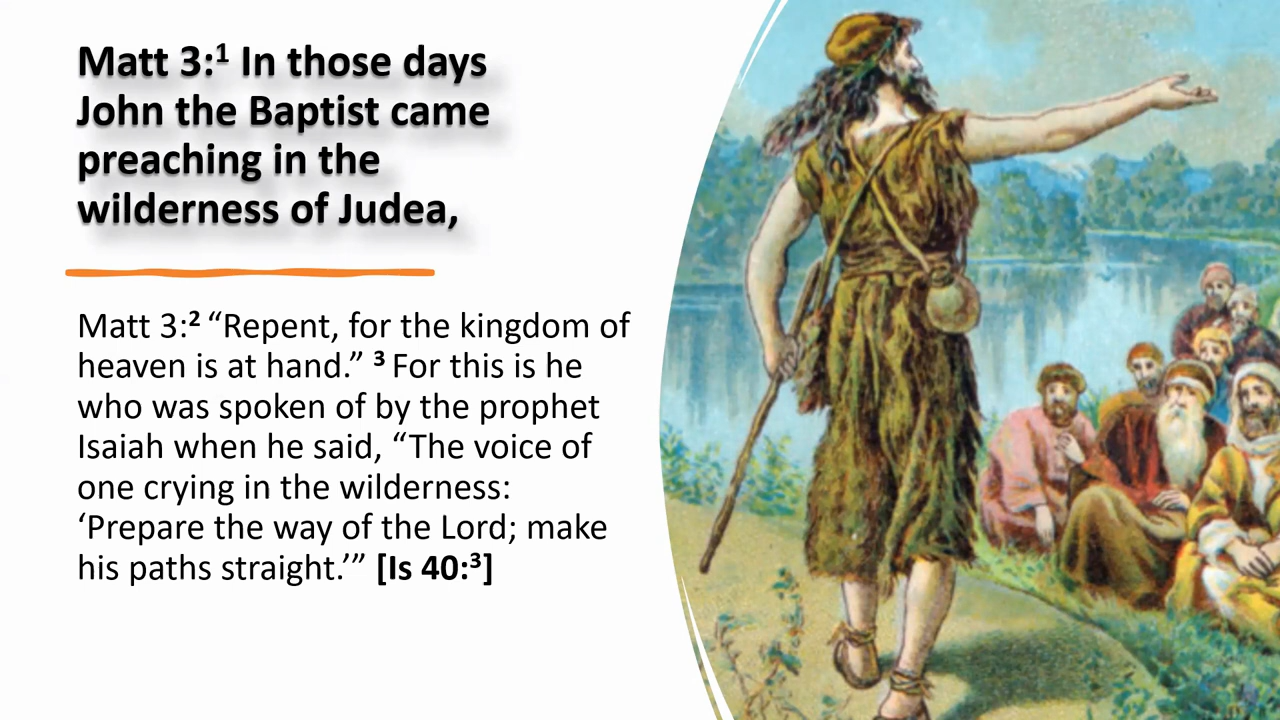 Matt 3:¹ In those days
John the Baptist came
preaching in the
wilderness of Judea,
Matt 3:² “Repent, for the kingdom of
heaven is at hand.” ³ For this is he
who was spoken of by the prophet
Isaiah when he said, “The voice of
one crying in the wilderness:
‘Prepare the way of the Lord; make
his paths straight.’” [Is 40:³]